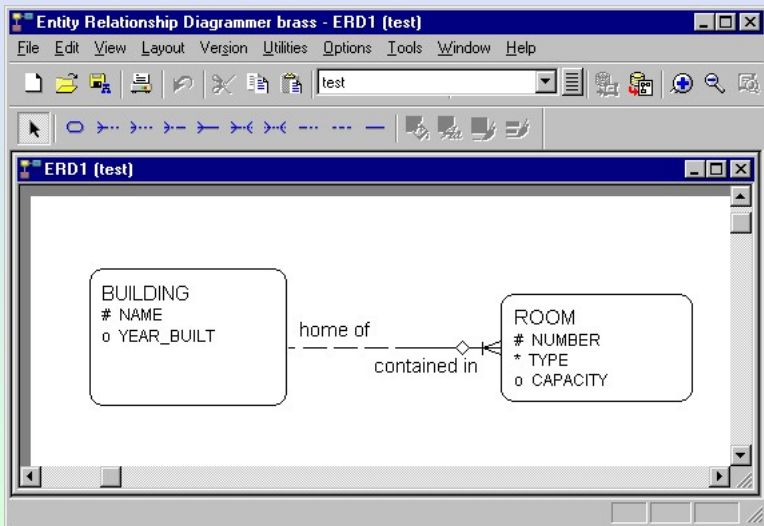 Entity Relationship Diagrammer brass - ERD1 (test)
File Edit View Layout Version Utilities Options Tools Window Help
test
ERD1 (test)
BUILDING
# NAME
o YEAR_BUILT
home of
contained in
ROOM
# NUMBER
* TYPE
o CAPACITY